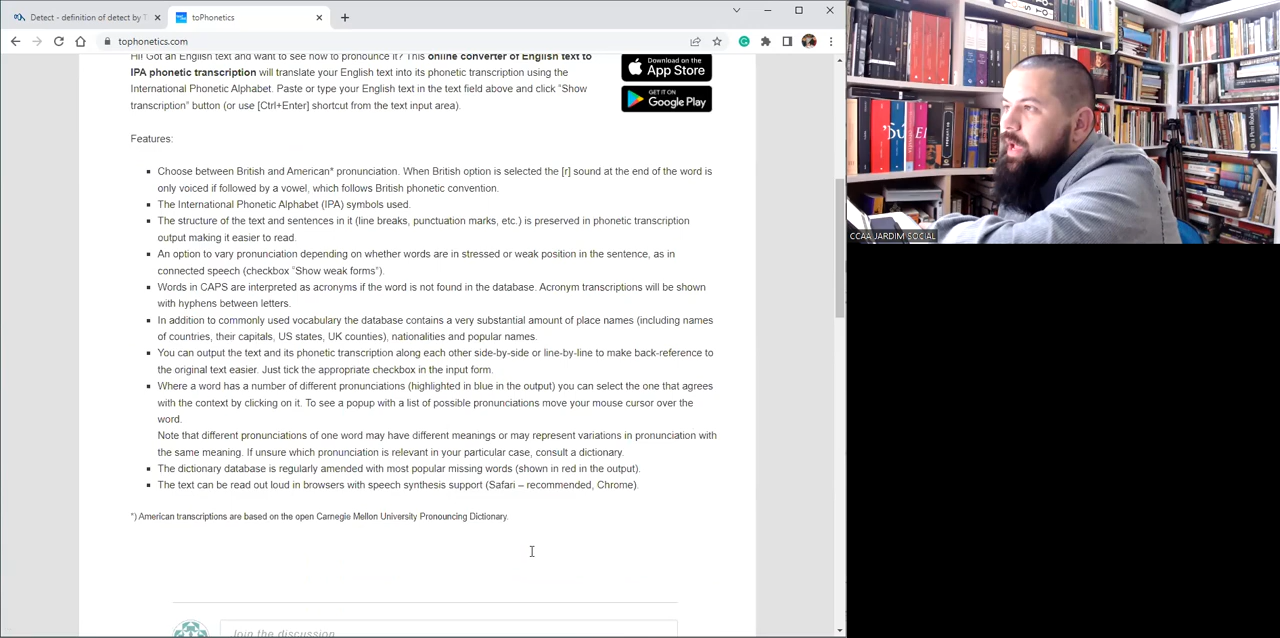 Detect - definition of detect by T
toPhonetics
tophonetics.com
Hi! Got an English text and want to see how to pronounce it? This online converter of English text to
IPA phonetic transcription will translate your English text into its phonetic transcription using the
International Phonetic Alphabet. Paste or type your English text in the text field above and click “Show
transcription” button (or use [Ctrl+Enter] shortcut from the text input area).
Download on the
App Store
GET IT ON
Google Play
Features:
Choose between British and American* pronunciation. When British option is selected the [r] sound at the end of the word is
only voiced if followed by a vowel, which follows British phonetic convention.
The International Phonetic Alphabet (IPA) symbols used.
The structure of the text and sentences in it (line breaks, punctuation marks, etc.) is preserved in phonetic transcription
output making it easier to read.
An option to vary pronunciation depending on whether words are in stressed or weak position in the sentence, as in
connected speech (checkbox “Show weak forms”).
Words in CAPS are interpreted as acronyms if the word is not found in the database. Acronym transcriptions will be shown
with hyphens between letters.
In addition to commonly used vocabulary the database contains a very substantial amount of place names (including names
of countries, their capitals, US states, UK counties), nationalities and popular names.
You can output the text and its phonetic transcription along each other side-by-side or line-by-line to make back-reference to
the original text easier. Just tick the appropriate checkbox in the input form.
Where a word has a number of different pronunciations (highlighted in blue in the output) you can select the one that agrees
with the context by clicking on it. To see a popup with a list of possible pronunciations move your mouse cursor over the
word.
Note that different pronunciations of one word may have different meanings or may represent variations in pronunciation with
the same meaning. If unsure which pronunciation is relevant in your particular case, consult a dictionary.
The dictionary database is regularly amended with most popular missing words (shown in red in the output).
The text can be read out loud in browsers with speech synthesis support (Safari – recommended, Chrome).
*) American transcriptions are based on the open Carnegie Mellon University Pronouncing Dictionary.
Join the discussion
CCAA JARDIM SOCIAL